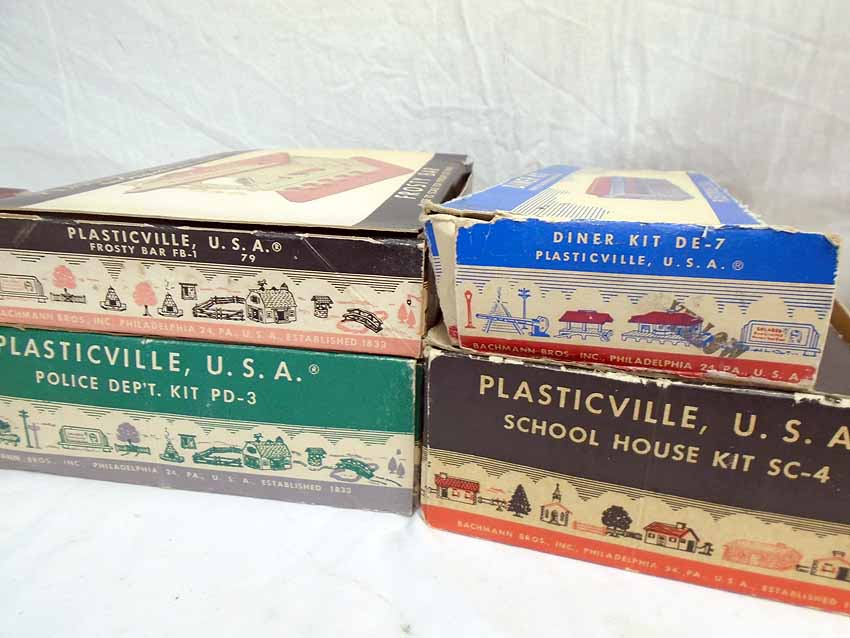 FROSTY BAR
PLASTICVILLE, U.S.A.®
FROSTY BAR FB-1 79
BACHMANN BROS., INC. PHILADELPHIA 24, PA., U.S.A., ESTABLISHED 1833
PLASTICVILLE, U.S.A.®
POLICE DEP'T. KIT PD-3
BROS., INC. PHILADELPHIA 24, PA., U.S.A., ESTABLISHED 1833
DINER KIT DE-7
PLASTICVILLE, U.S.A.®
BACHMANN BROS., INC., PHILADELPHIA 24, PA., U.S.A.
PLASTICVILLE, U.S.A
SCHOOL HOUSE KIT SC-4
BACHMANN BROS., INC., PHILADELPHIA 24, PA., U.S.A., ESTABLISHED